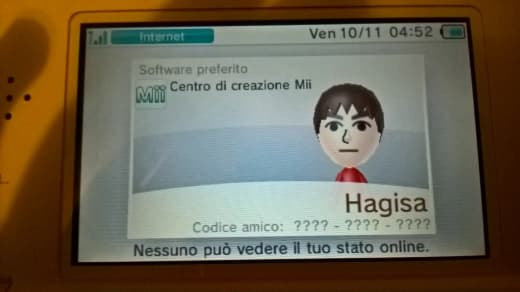 Internet
Ven 10/11 04:52
Software preferito
Mii
Centro di creazione Mii
Hagisa
Codice amico: ???? - ???? - ????
Nessuno può vedere il tuo stato online.